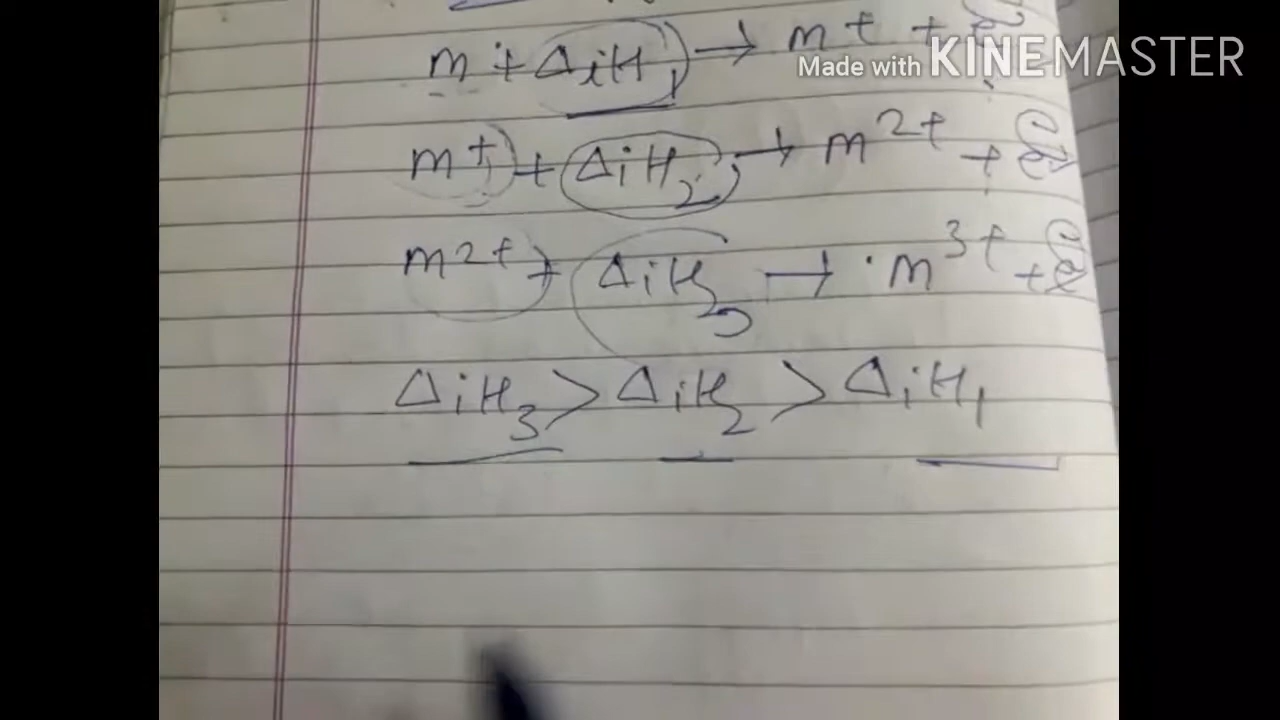 m + ΔiH1 → m+ + e
Made with KINEMASTER
m+ + ΔiH2 → m2+ + e
m2+ + ΔiH3 → m3+ + e
ΔiH3 > ΔiH2 > ΔiH1